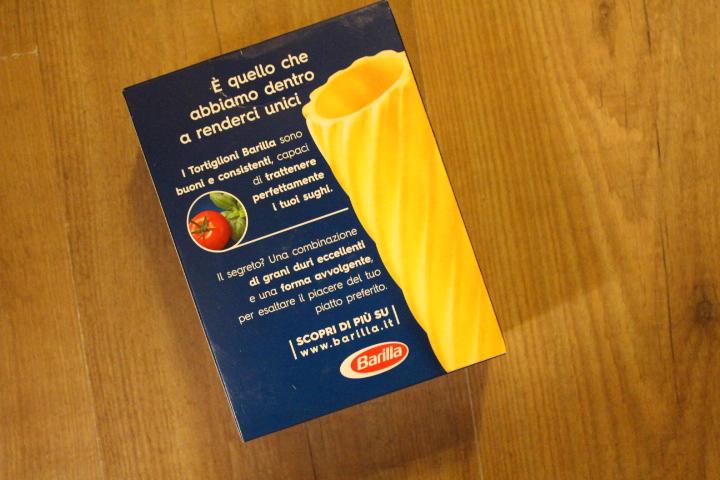 È quello che
abbiamo dentro
a renderci unici
I Tortiglioni Barilla sono
buoni e consistenti, capaci
di trattenere
perfettamente
i tuoi sughi.
Il segreto? Una combinazione
di grani duri eccellenti
e una forma avvolgente,
per esaltare il piacere del tuo
piatto preferito.
SCOPRI DI PIÙ SU
www.barilla.it
Barilla